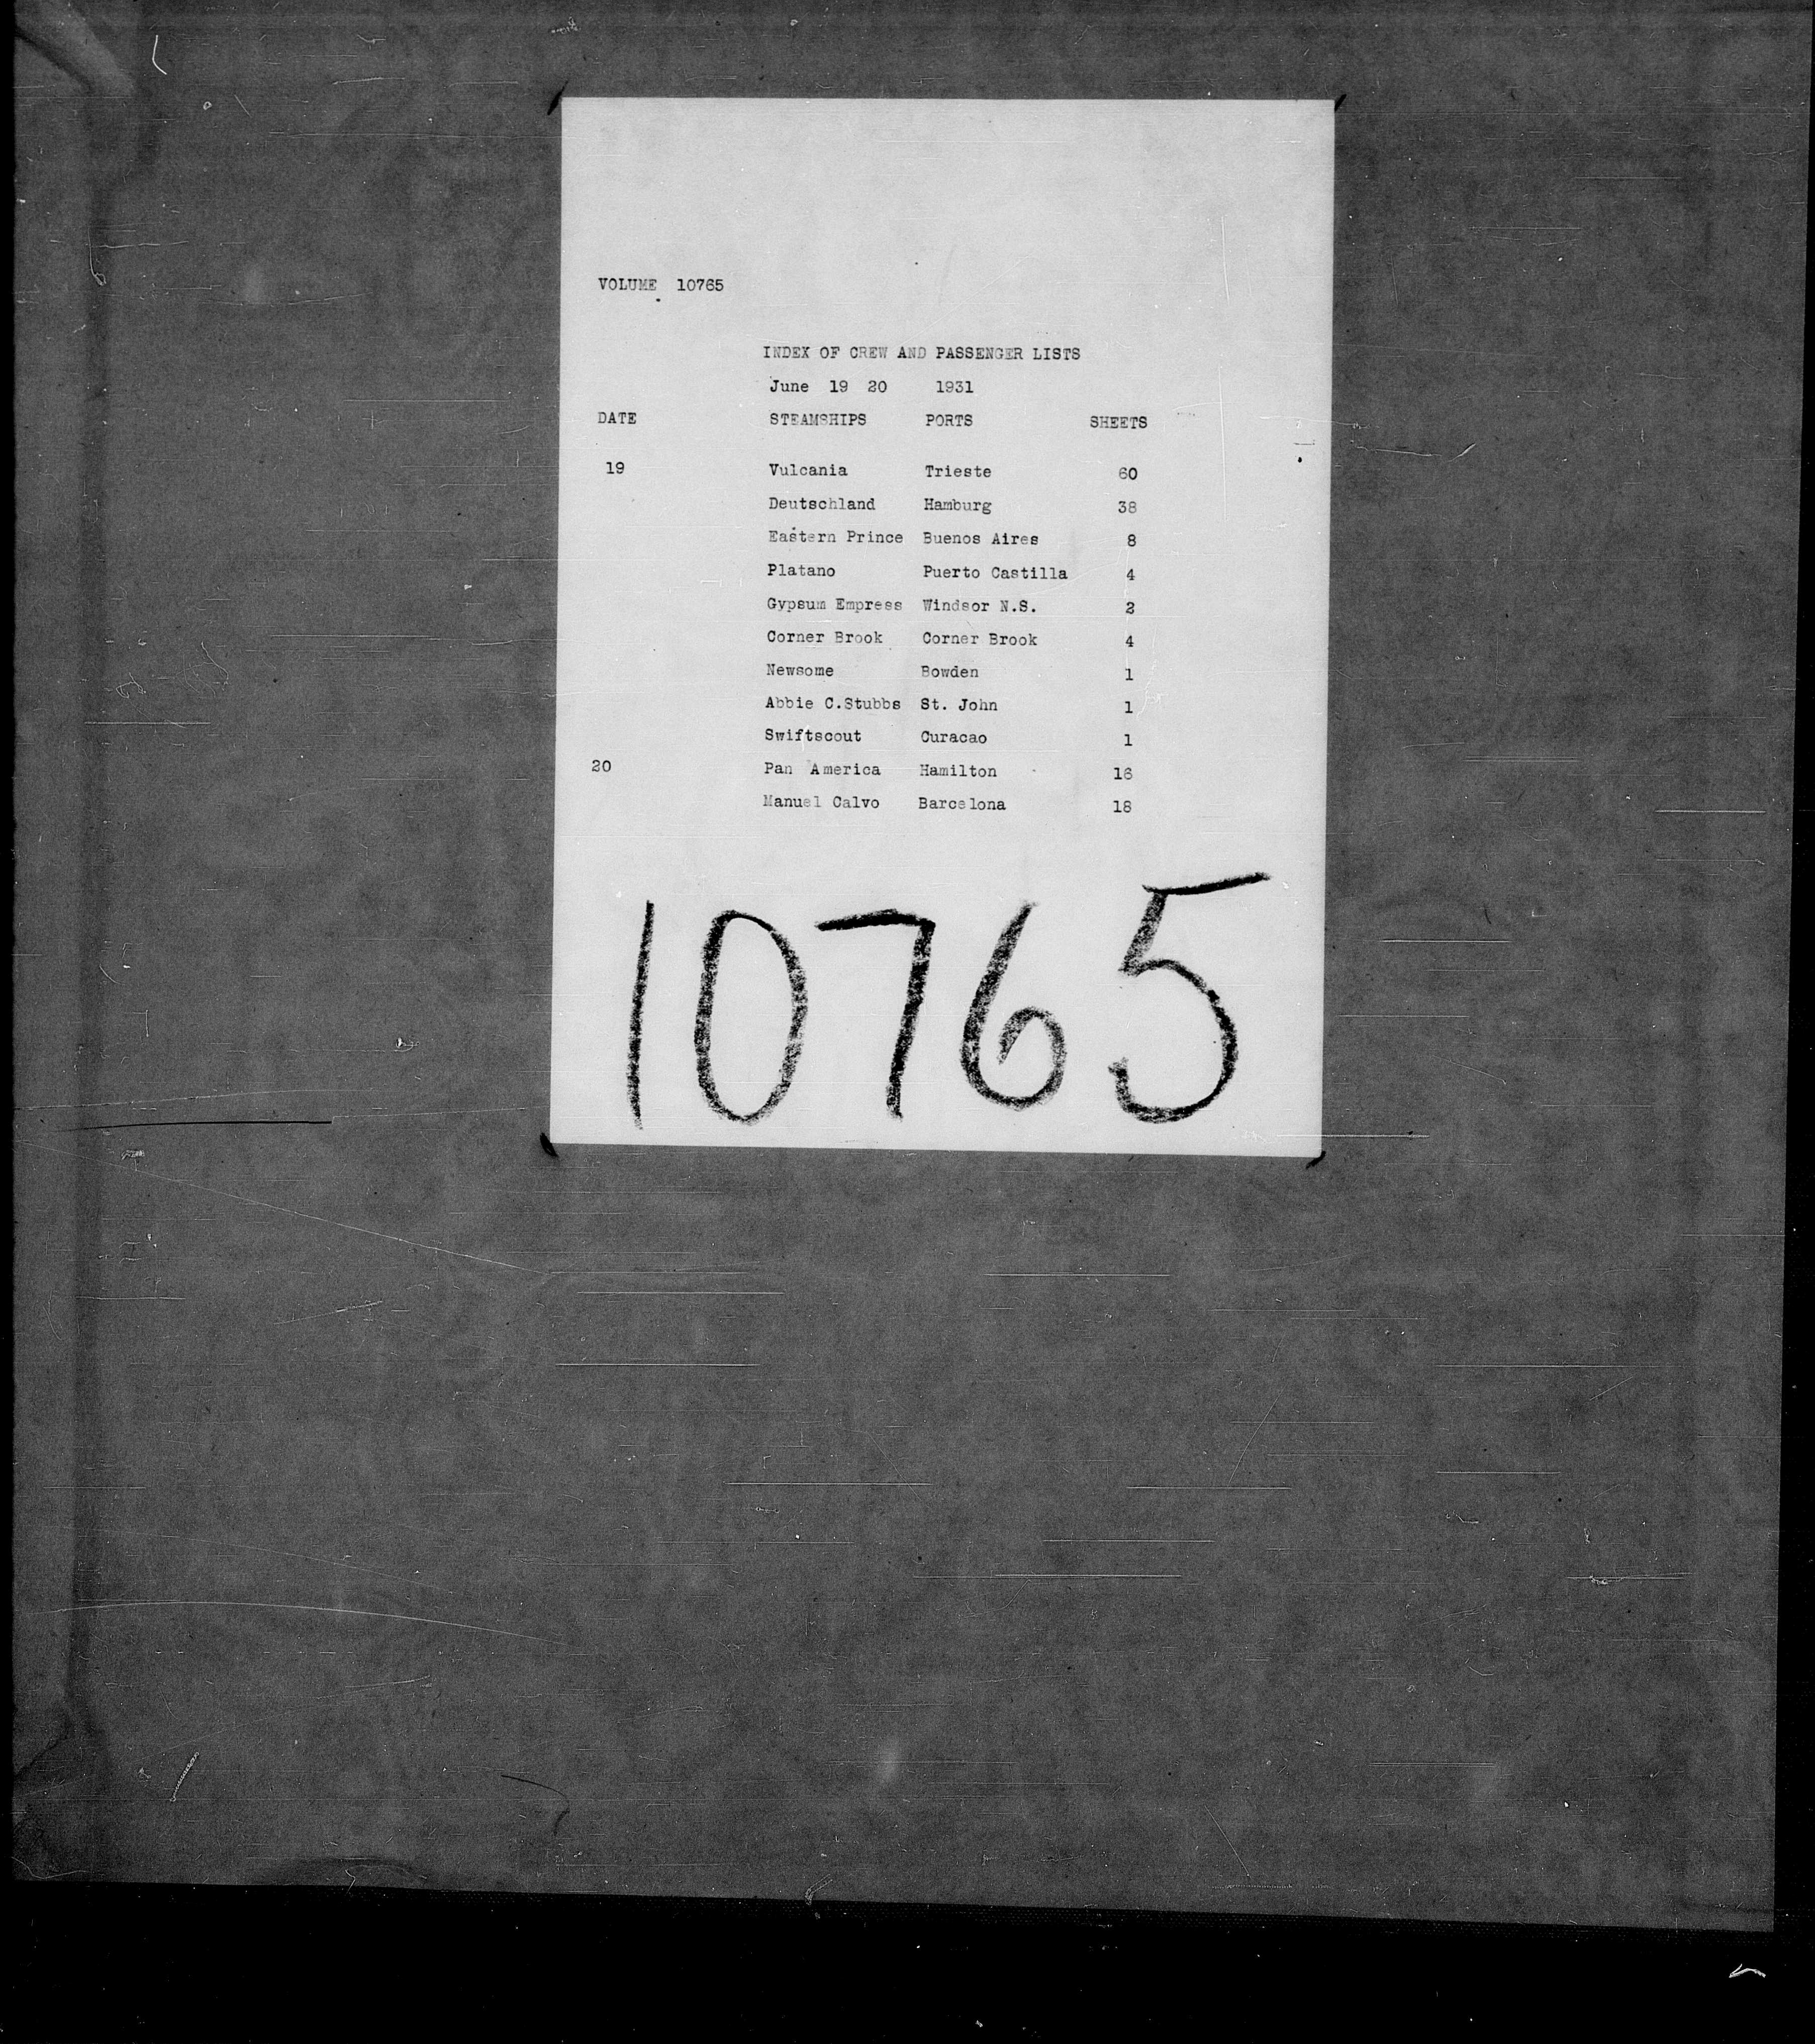 VOLUME 10765
INDEX OF CREW AND PASSENGER LISTS
June 19 20 1931
DATE STEAMSHIPS PORTS SHEETS
19 Vulcania Trieste 60
Deutschland Hamburg 38
Eastern Prince Buenos Aires 8
Platano Puerto Castilla 4
Gypsum Empress Windsor N.S. 2
Corner Brook Corner Brook 4
Newsome Bowden 1
Abbie C.Stubbs St. John 1
Swiftscout Curacao 1
20 Pan America Hamilton 16
Manuel Calvo Barcelona 18
10765